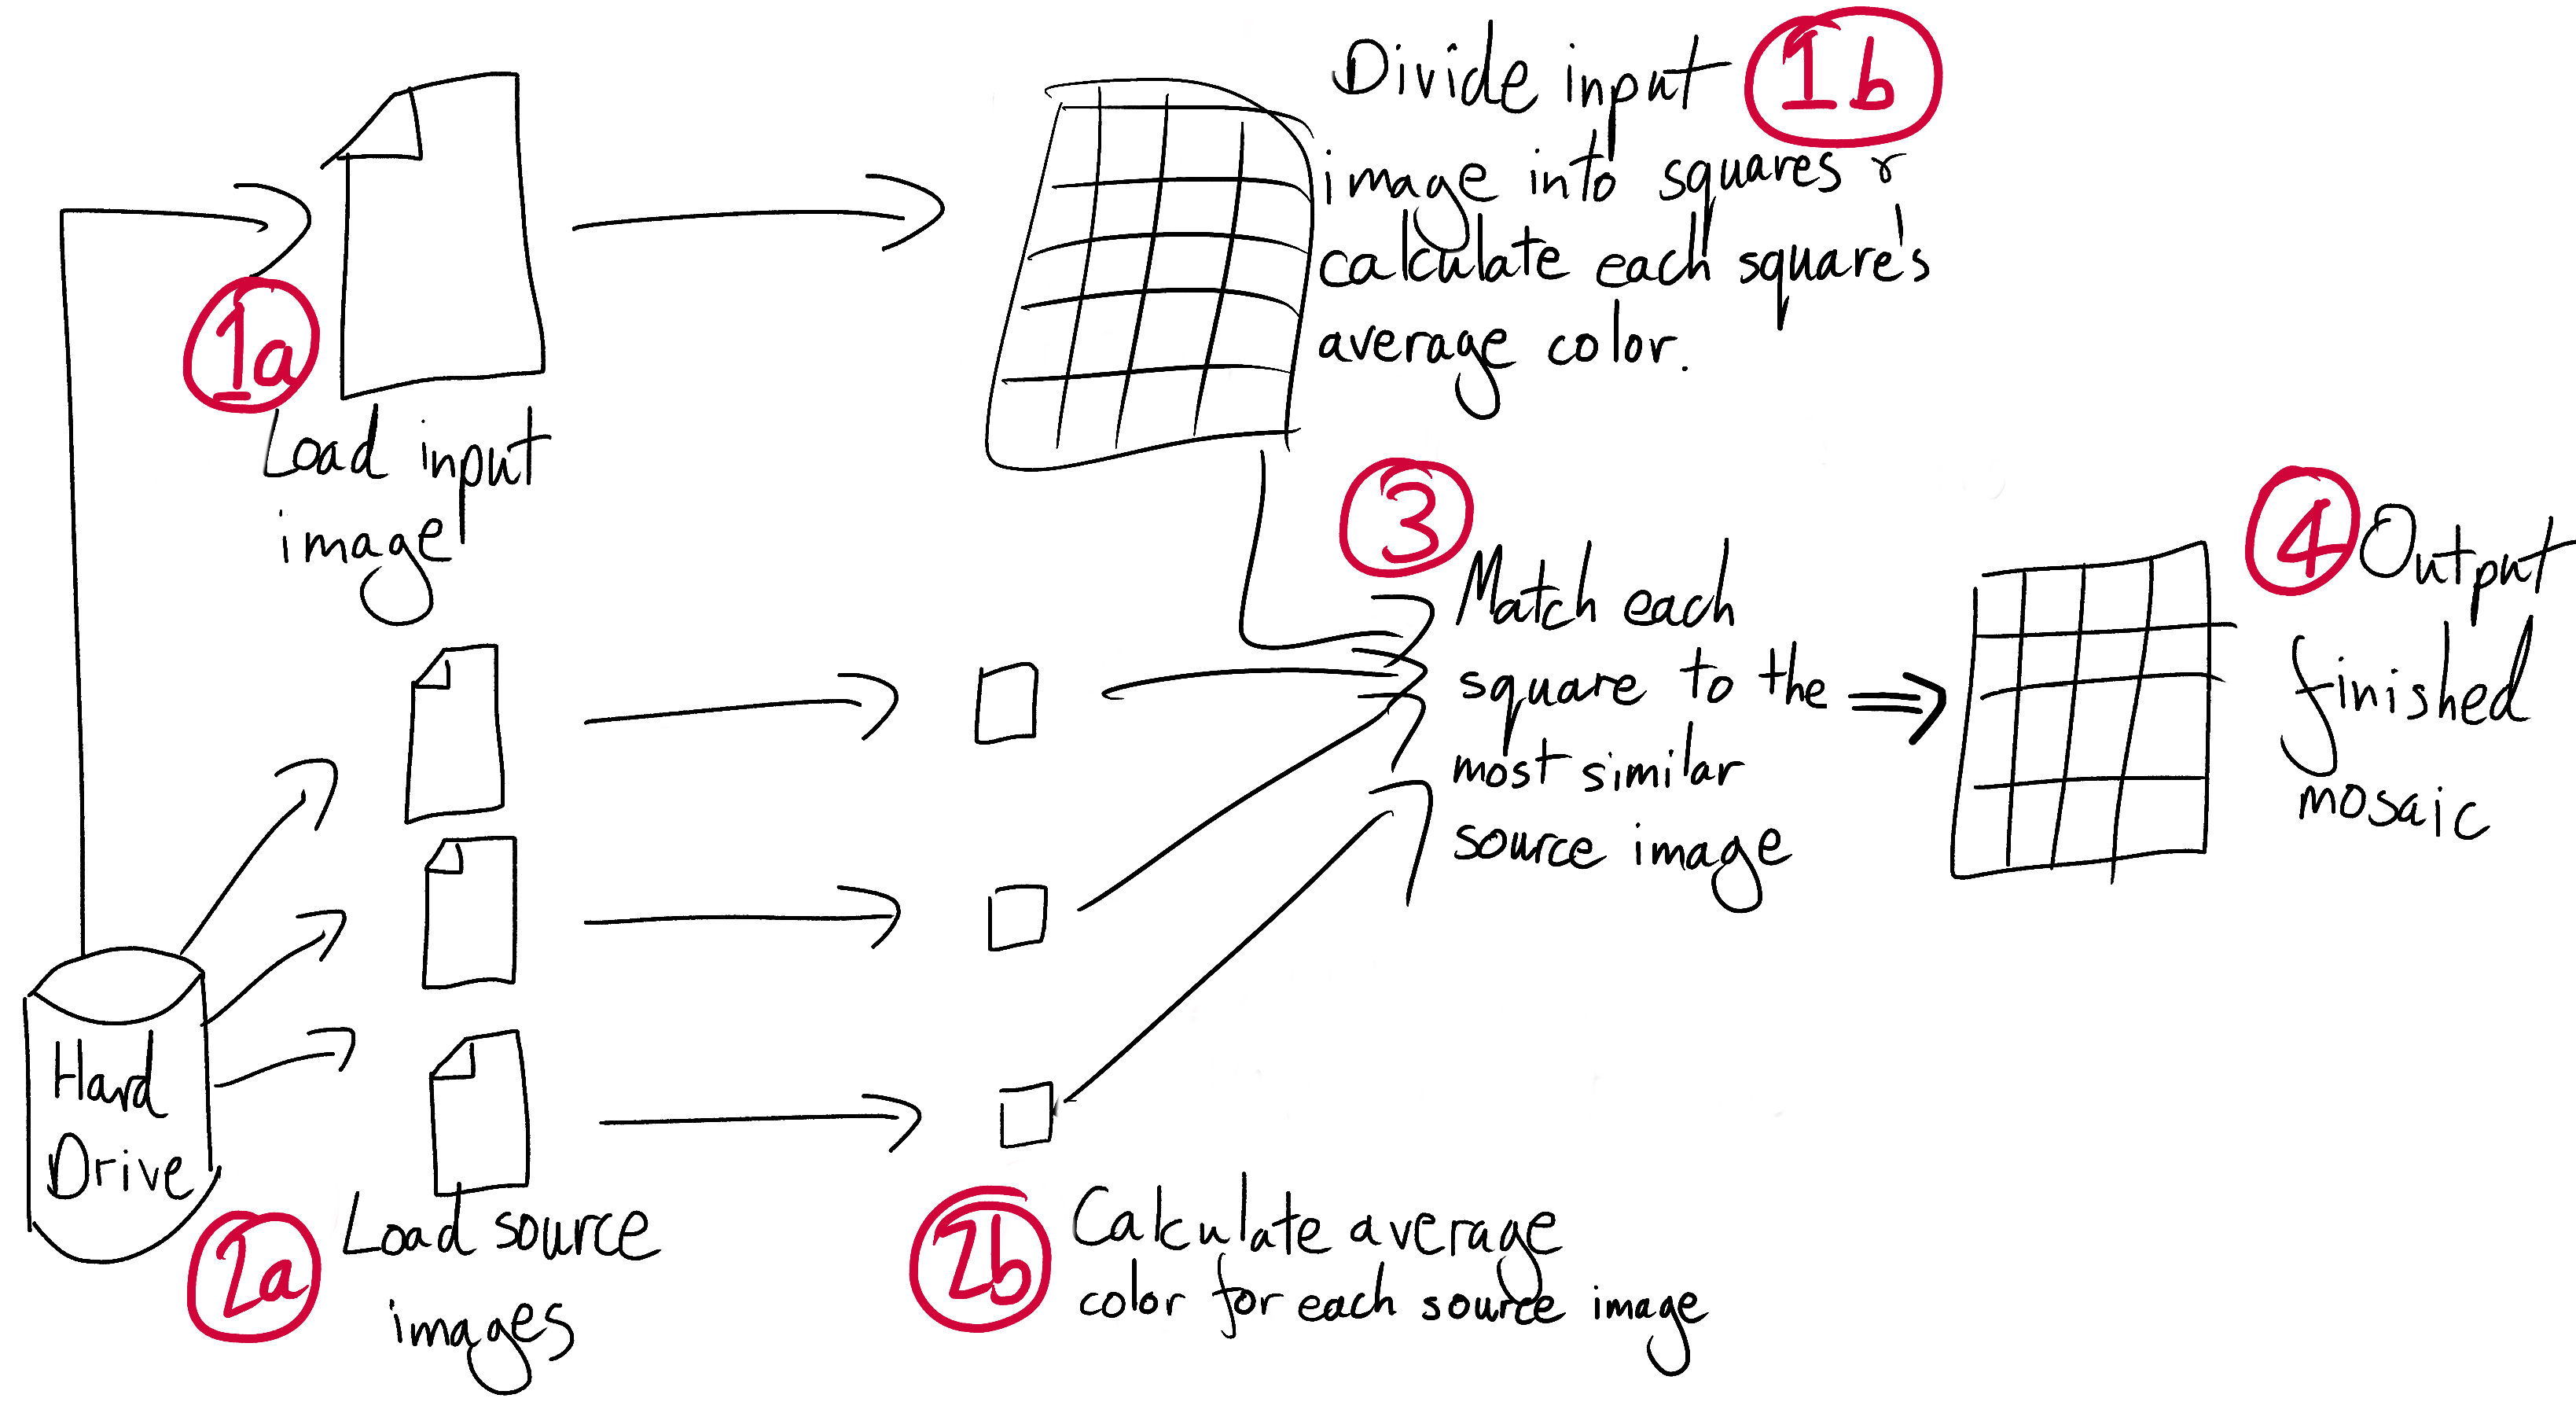 1a
Load input
image
Divide input 1b
image into squares &
calculate each square's
average color.
3
Match each
square to the
most similar
source image
4 Output
finished
mosaic
Hard
Drive
2a Load source
images
2b Calculate average
color for each source image